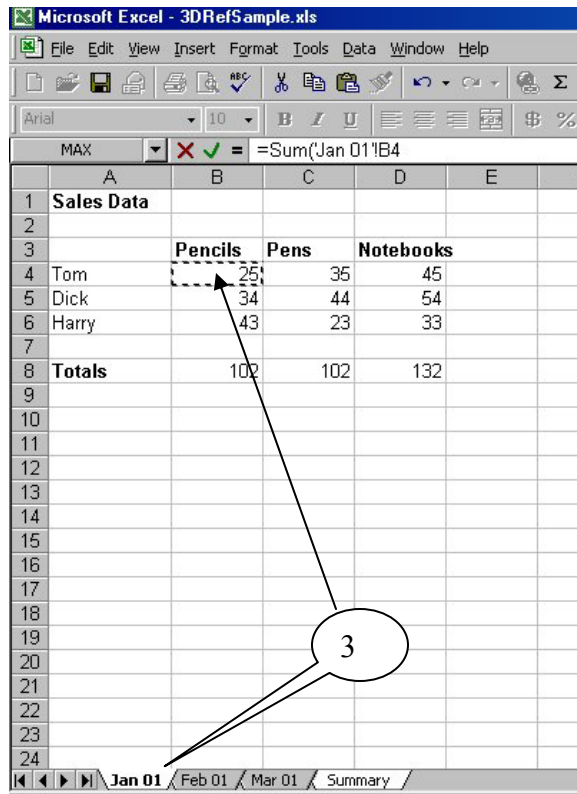 Microsoft Excel - 3DRefSample.xls
File Edit View Insert Format Tools Data Window Help
ABC Σ
Arial 10 B I U $ %
MAX = =Sum('Jan 01'!B4
A B C D E
1 Sales Data
2
3 Pencils Pens Notebooks
4 Tom 25 35 45
5 Dick 34 44 54
6 Harry 43 23 33
7
8 Totals 102 102 132
9
10
11
12
13
14
15
16
17
18
19
3
20
21
22
23
24
Jan 01 Feb 01 Mar 01 Summary